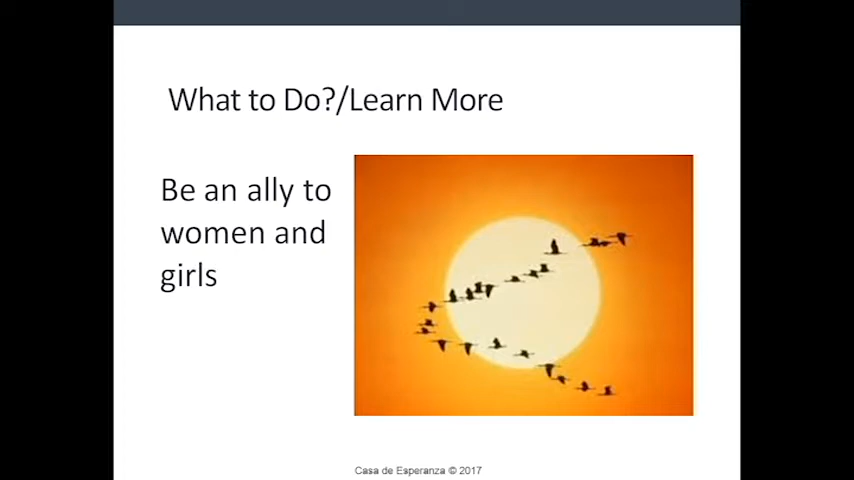 What to Do?/Learn More
Be an ally to
women and
girls
Casa de Esperanza © 2017